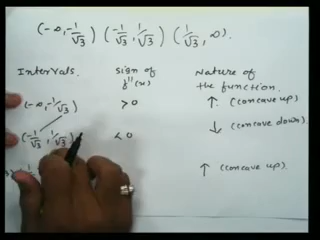 (-∞, -1/√3) (-1/√3, 1/√3) (1/√3, ∞).
Intervals. sign of f''(x) Nature of the function.
(-∞, -1/√3) >0 ↑ (concave up)
(-1/√3, 1/√3) <0 ↓ (concave down).
↑ (concave up).